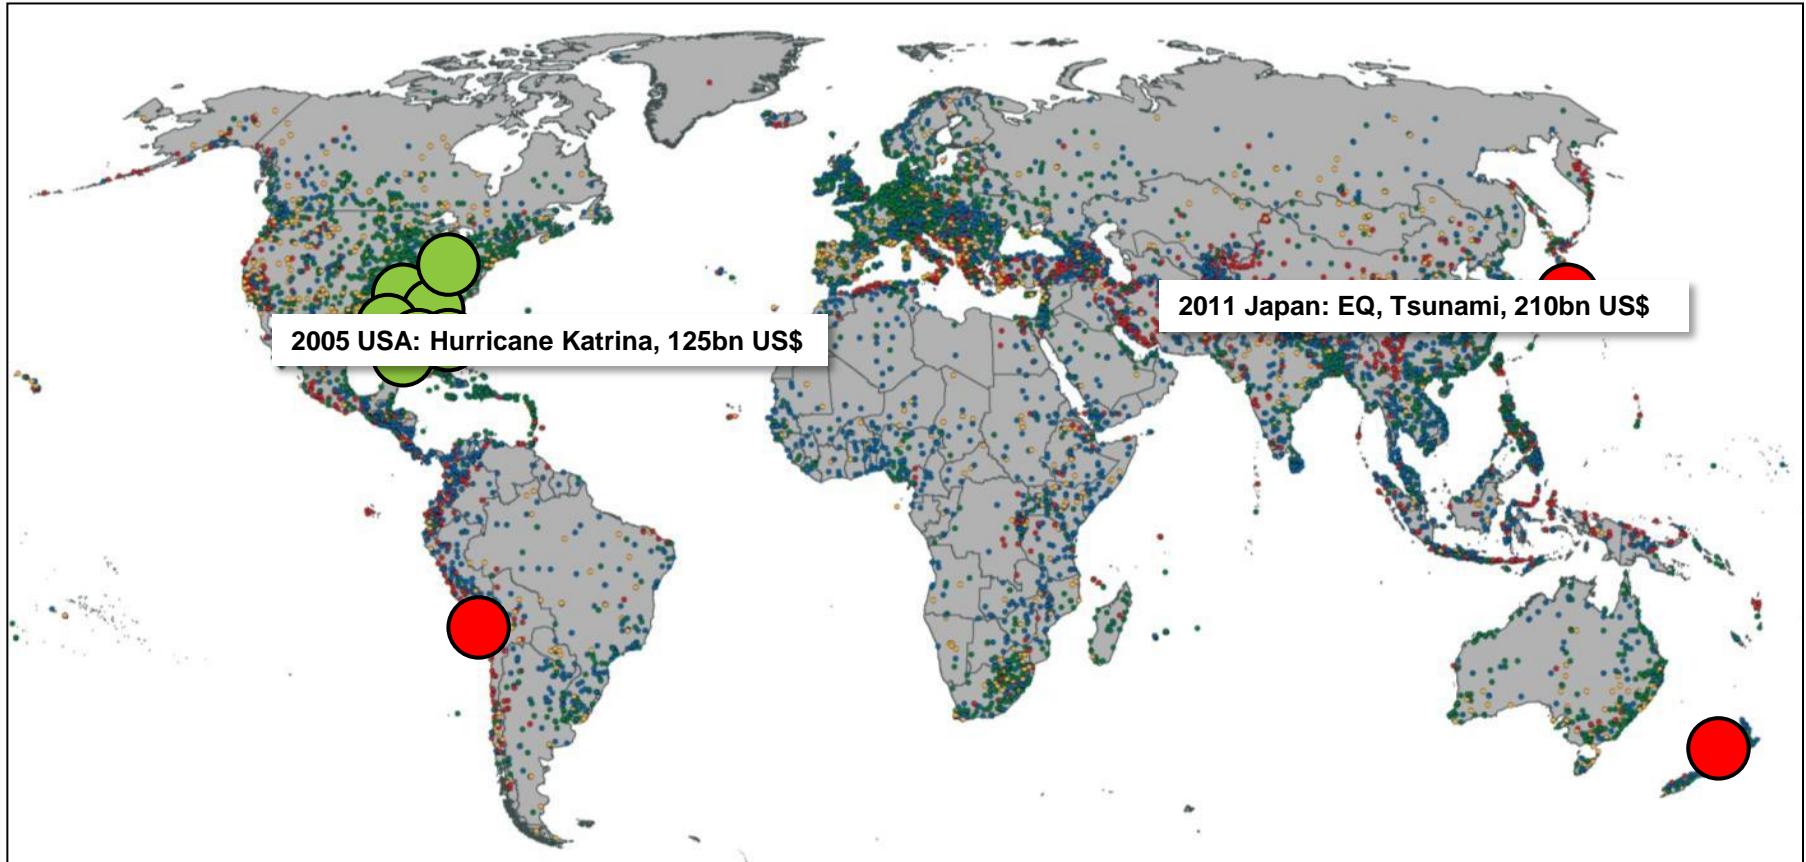 2005 USA: Hurricane Katrina, 125bn US$
2011 Japan: EQ, Tsunami, 210bn US$